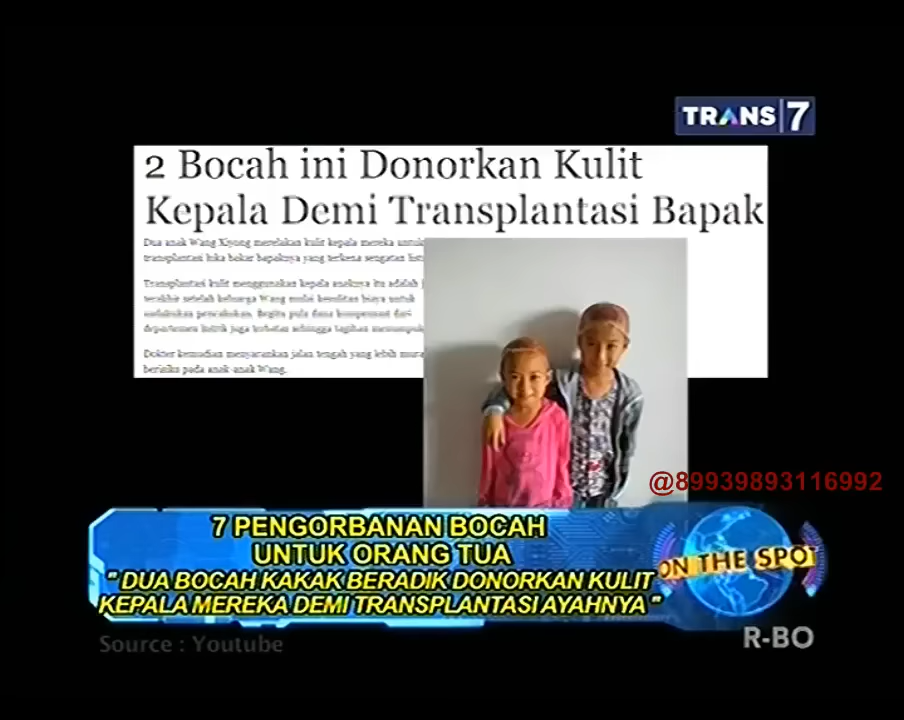 TRANS|7
2 Bocah ini Donorkan Kulit
Kepala Demi Transplantasi Bapak
Dua anak Wang Xiyong merelakan kulit kepala mereka untuk
transplantasi luka bakar bapaknya yang terkena sengatan
Transplantasi kulit menggunakan kepala anaknya itu adalah
terakhir setelah keluarga Wang mulai kesulitan biaya untuk
melakukan pencakokan. Begitu pula dana kompensasi dari
departemen listrik juga terbatas sehingga tagihan
Dokter kemudian menyarankan jalan tengah yang lebih
berisiko pada anak-anak Wang.
@89939893116992
7 PENGORBANAN BOCAH
UNTUK ORANG TUA
" DUA BOCAH KAKAK BERADIK DONORKAN KULIT
KEPALA MEREKA DEMI TRANSPLANTASI AYAHNYA "
ON THE SPOT
Source : Youtube
R-BO